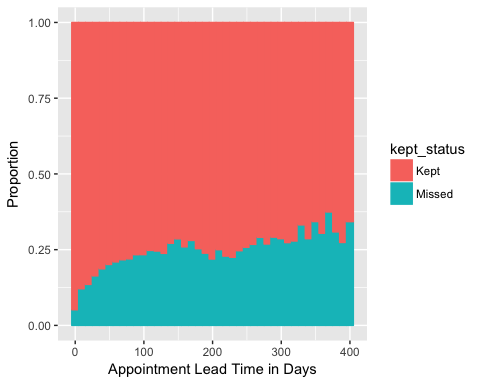 1.00
0.75
0.50
0.25
0.00
Proportion
0 100 200 300 400
Appointment Lead Time in Days
kept_status
Kept
Missed